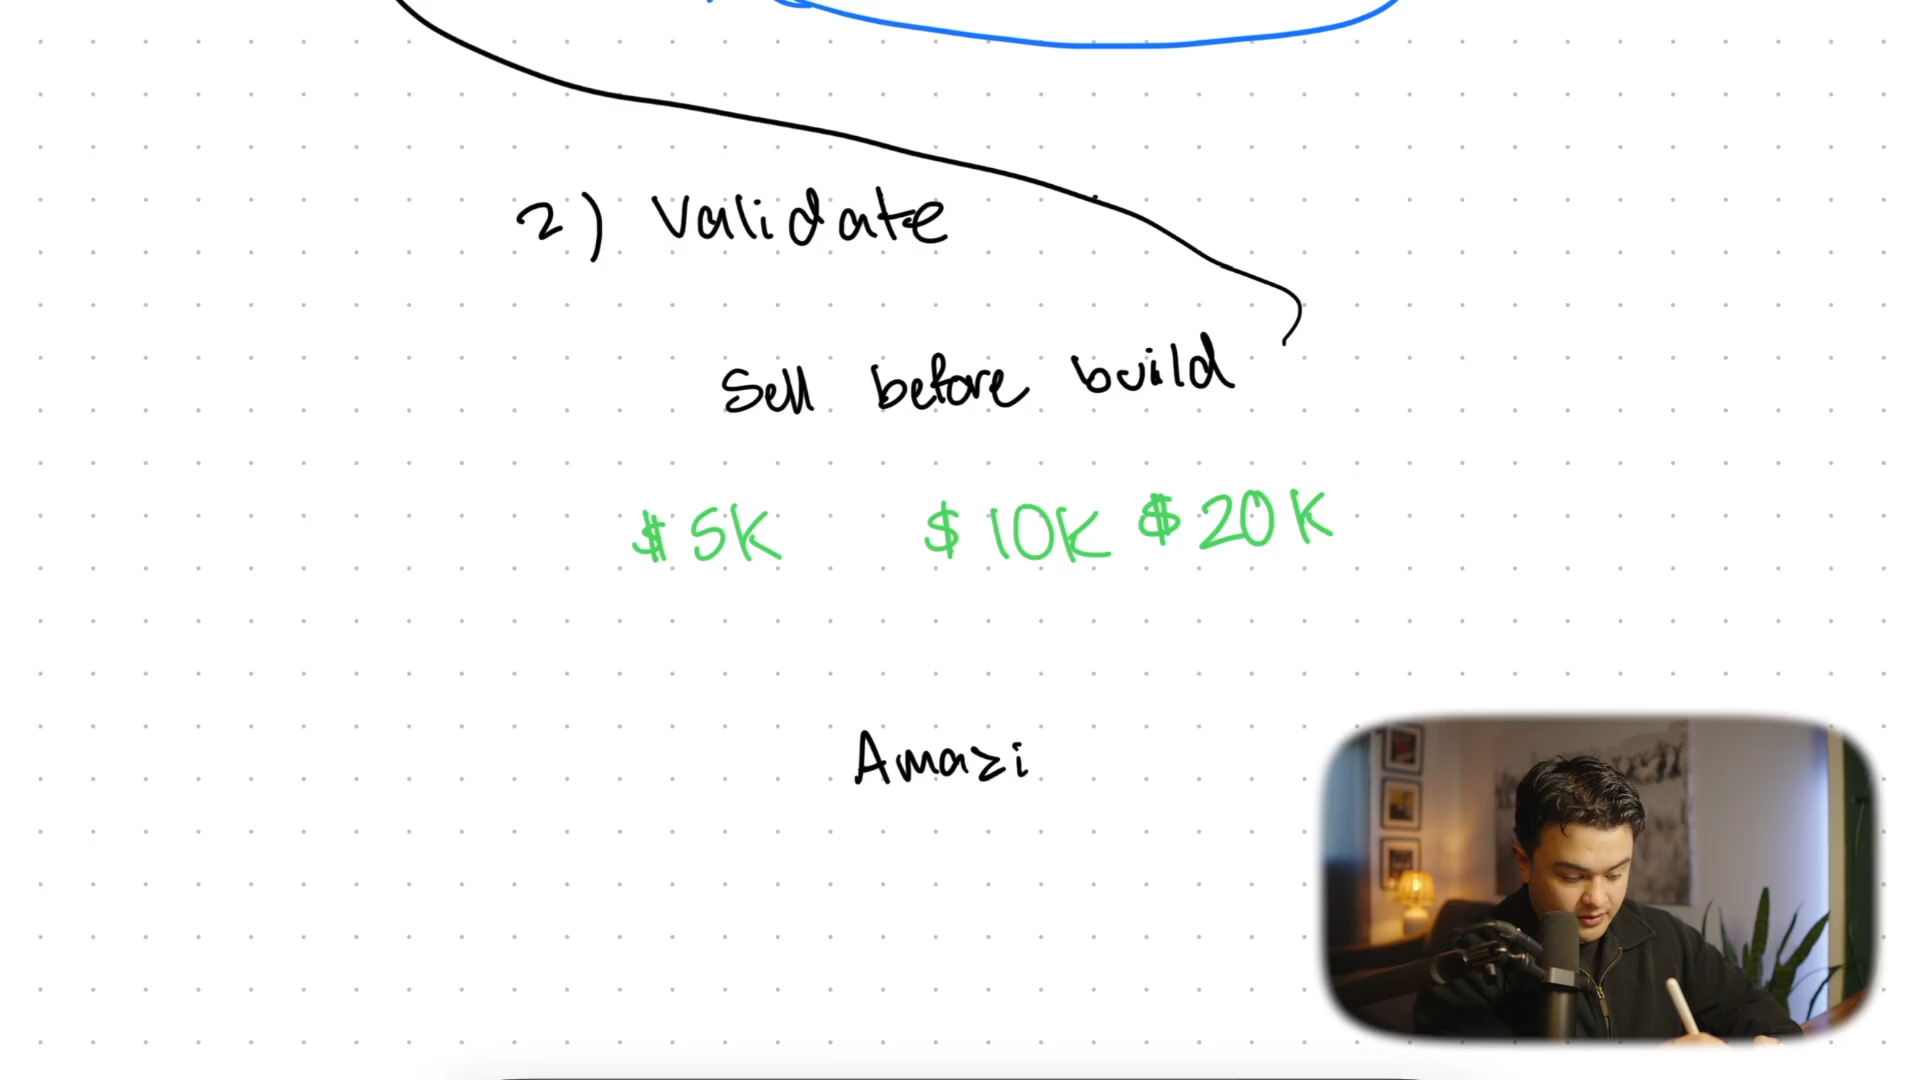 2) Validate
Sell before build
$5K $10K $20K
Amazi